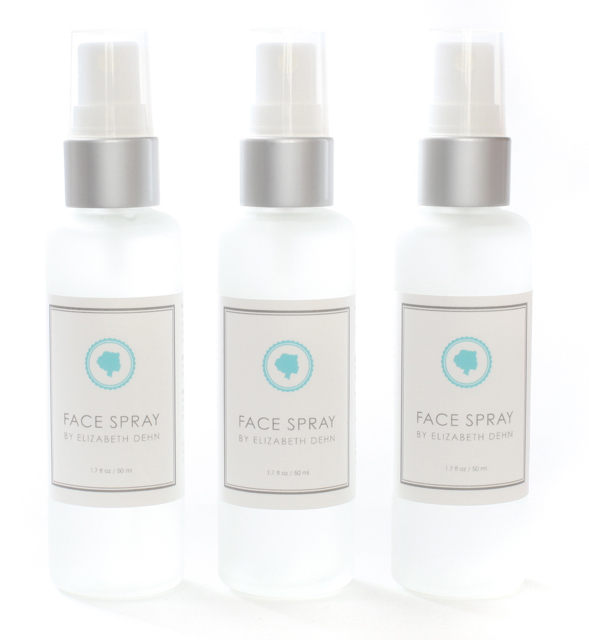 FACE SPRAY
BY ELIZABETH DEHN
1.7 fl oz / 50 ml
FACE SPRAY
BY ELIZABETH DEHN
1.7 fl oz / 50 ml
FACE SPRAY
BY ELIZABETH DEHN
1.7 fl oz / 50 ml